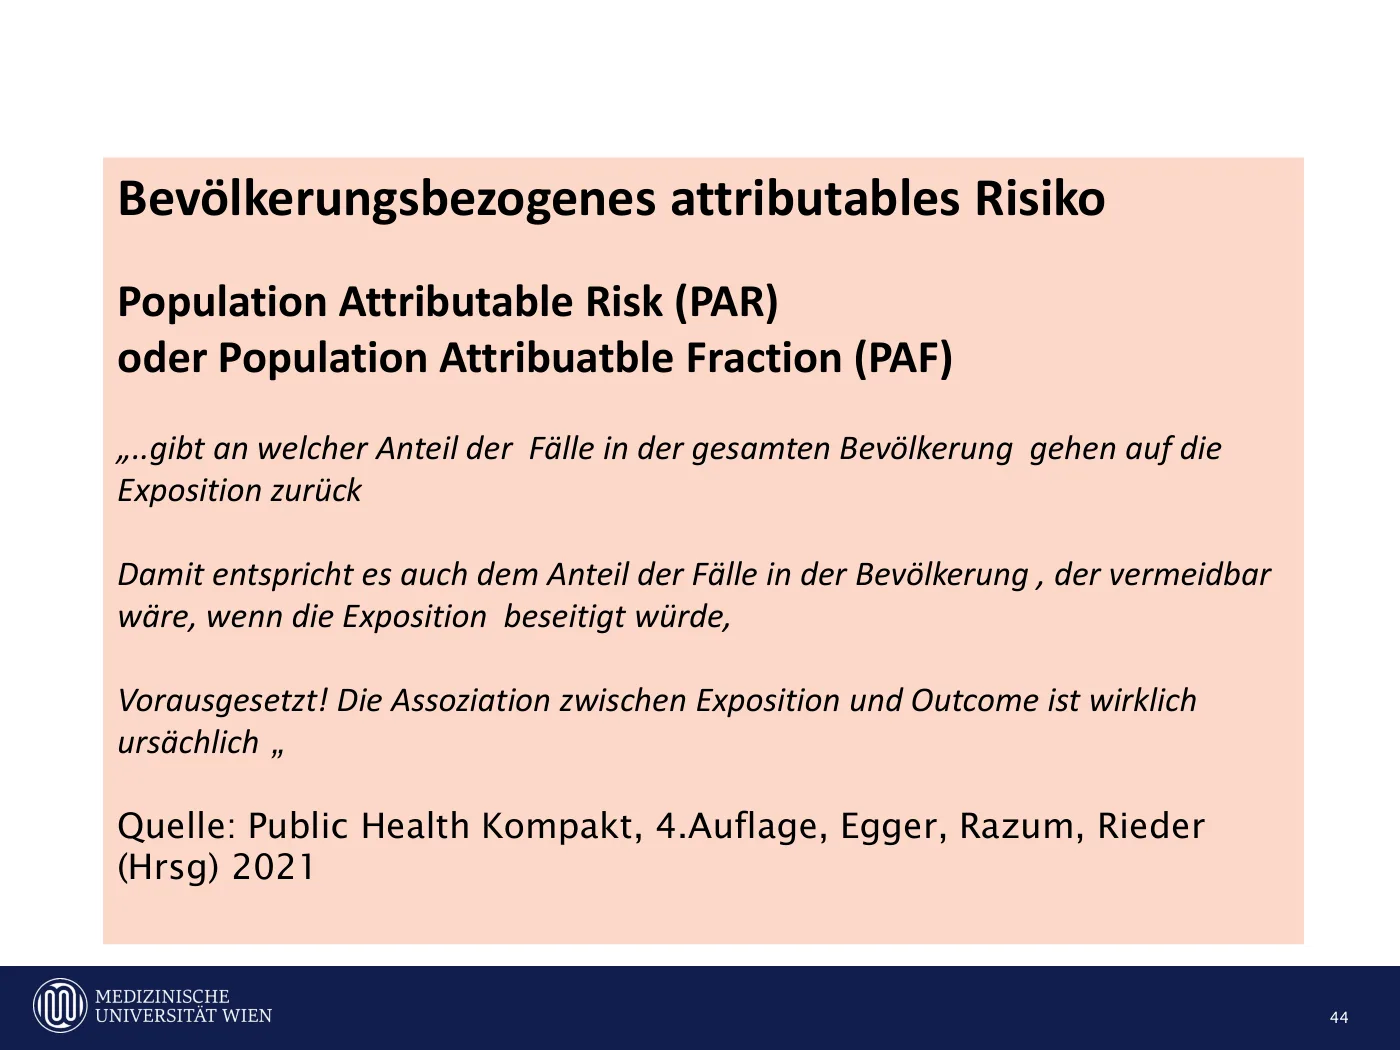 Bevölkerungsbezogenes attributables Risiko
Population Attributable Risk (PAR)
oder Population Attribuatble Fraction (PAF)
„..gibt an welcher Anteil der  Fälle in der gesamten Bevölkerung  gehen auf die
Exposition zurück
Damit entspricht es auch dem Anteil der Fälle in der Bevölkerung , der vermeidbar
wäre, wenn die Exposition  beseitigt würde,
Vorausgesetzt! Die Assoziation zwischen Exposition und Outcome ist wirklich
ursächlich „
Quelle: Public Health Kompakt, 4.Auflage, Egger, Razum, Rieder
(Hrsg) 2021
MEDIZINISCHE
UNIVERSITÄT WIEN
44